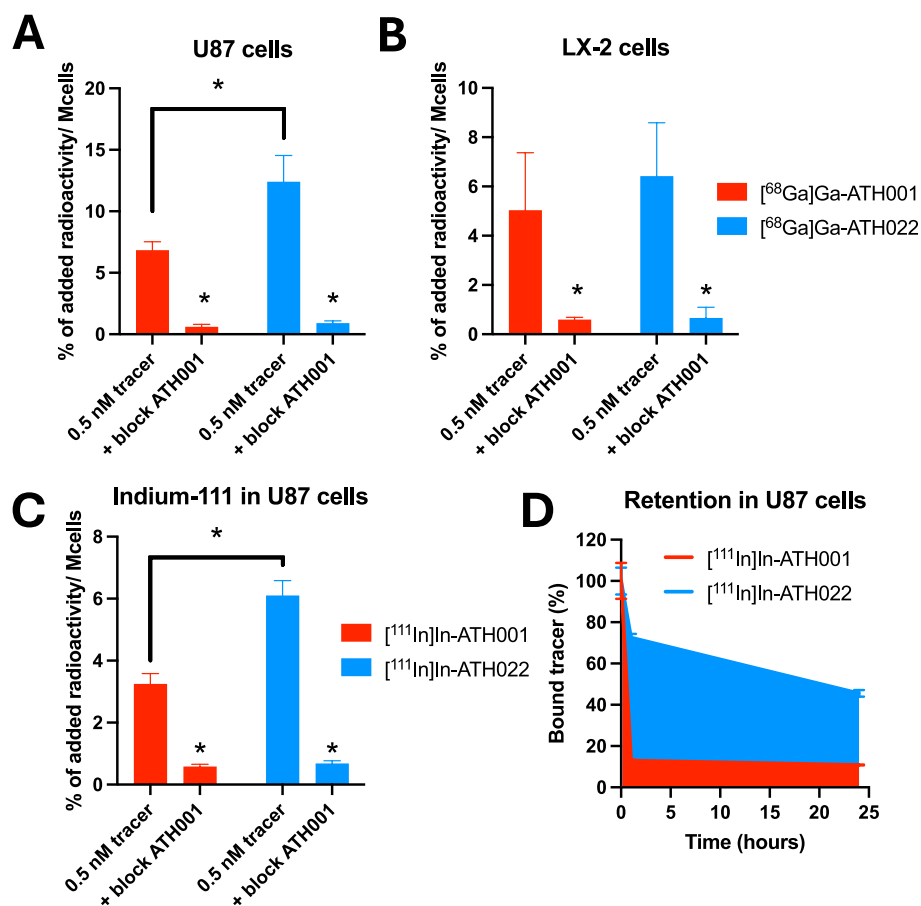 A
U87 cells
% of added radioactivity/ Mcells
20
15
10
5
0
*
*
*
0.5 nM tracer
+ block ATH001
0.5 nM tracer
+ block ATH001
B
LX-2 cells
% of added radioactivity/ Mcells
10
8
6
4
2
0
*
*
0.5 nM tracer
+ block ATH001
0.5 nM tracer
+ block ATH001
[⁶⁸Ga]Ga-ATH001
[⁶⁸Ga]Ga-ATH022
C
Indium-111 in U87 cells
% of added radioactivity/ Mcells
8
6
4
2
0
*
*
*
0.5 nM tracer
+ block ATH001
0.5 nM tracer
+ block ATH001
[¹¹¹In]In-ATH001
[¹¹¹In]In-ATH022
D
Retention in U87 cells
Bound tracer (%)
120
100
80
60
40
20
0
[¹¹¹In]In-ATH001
[¹¹¹In]In-ATH022
0 5 10 15 20 25
Time (hours)